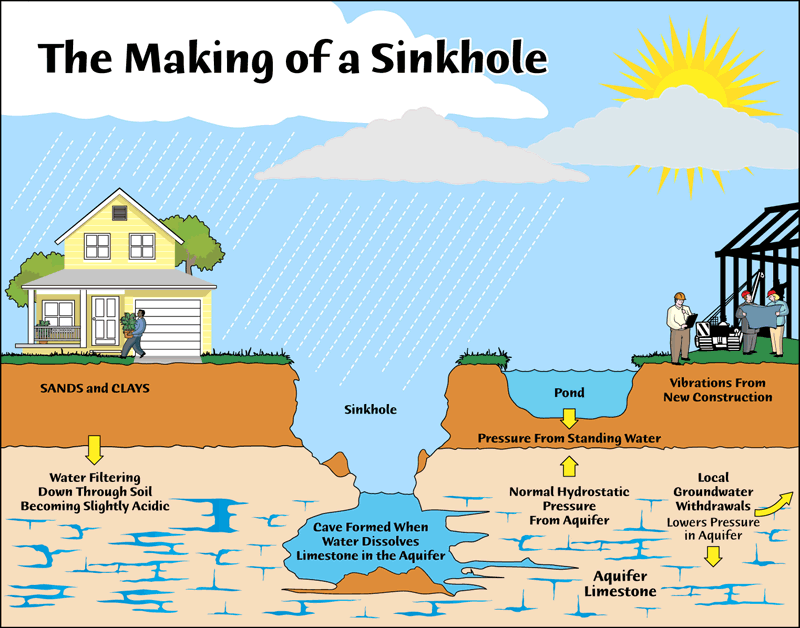 The Making of a Sinkhole
SANDS and CLAYS
Sinkhole
Pond
Vibrations From
New Construction
Pressure From Standing Water
Water Filtering
Down Through Soil
Becoming Slightly Acidic
Cave Formed When
Water Dissolves
Limestone in the Aquifer
Normal Hydrostatic
Pressure
From Aquifer
Local
Groundwater
Withdrawals
Lowers Pressure
in Aquifer
Aquifer
Limestone